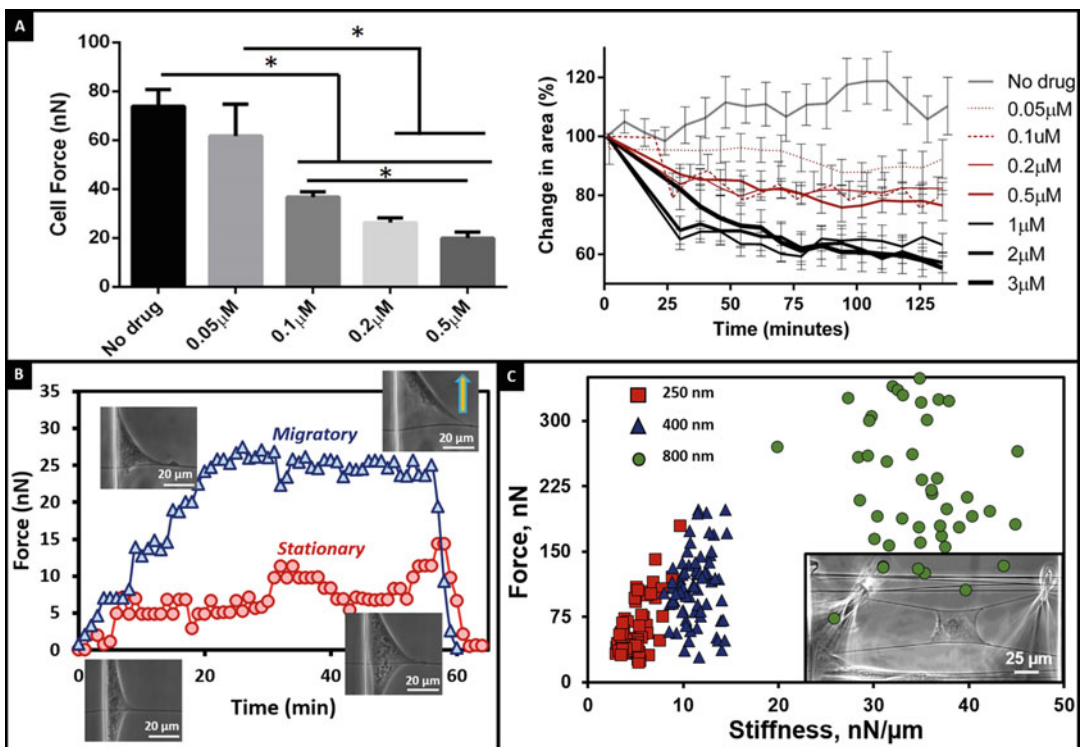 A
Cell Force (nN)
100
80
60
40
20
0
*
*
*
No drug
0.05µM
0.1µM
0.2µM
0.5µM
Change in area (%)
120
100
80
60
0
25
50
75
100
125
Time (minutes)
No drug
0.05µM
0.1uM
0.2µM
0.5µM
1µM
2µM
3µM
B
Force (nN)
35
30
25
20
15
10
5
0
0
20
40
60
Time (min)
Migratory
Stationary
20 µm
20 µm
20 µm
20 µm
C
Force, nN
300
225
150
75
0
0
10
20
30
40
50
Stiffness, nN/µm
250 nm
400 nm
800 nm
25 µm